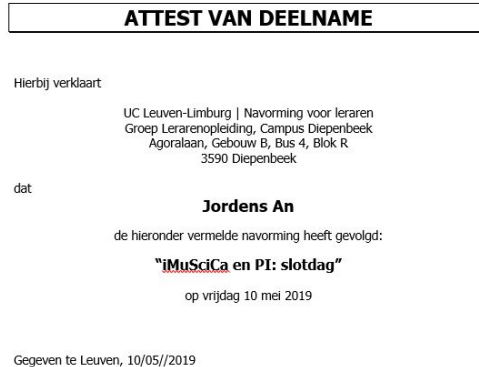 ATTEST VAN DEELNAME
Hierbij verklaart
UC Leuven-Limburg | Navorming voor leraren
Groep Lerarenopleiding, Campus Diepenbeek
Agoralaan, Gebouw B, Bus 4, Blok R
3590 Diepenbeek
dat
Jordens An
de hieronder vermelde navorming heeft gevolgd:
“iMuSciCa en PI: slotdag”
op vrijdag 10 mei 2019
Gegeven te Leuven, 10/05//2019